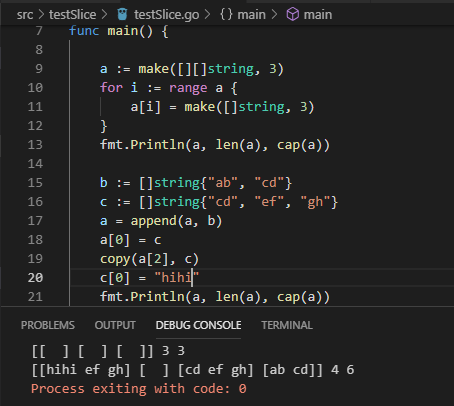 src > testSlice > testSlice.go > {} main > main
7 func main() {
8
9 a := make([][]string, 3)
10 for i := range a {
11 a[i] = make([]string, 3)
12 }
13 fmt.Println(a, len(a), cap(a))
14
15 b := []string{"ab", "cd"}
16 c := []string{"cd", "ef", "gh"}
17 a = append(a, b)
18 a[0] = c
19 copy(a[2], c)
20 c[0] = "hihi"
21 fmt.Println(a, len(a), cap(a))
PROBLEMS OUTPUT DEBUG CONSOLE TERMINAL
[[  ] [  ] [  ]] 3 3
[[hihi ef gh] [  ] [cd ef gh] [ab cd]] 4 6
Process exiting with code: 0